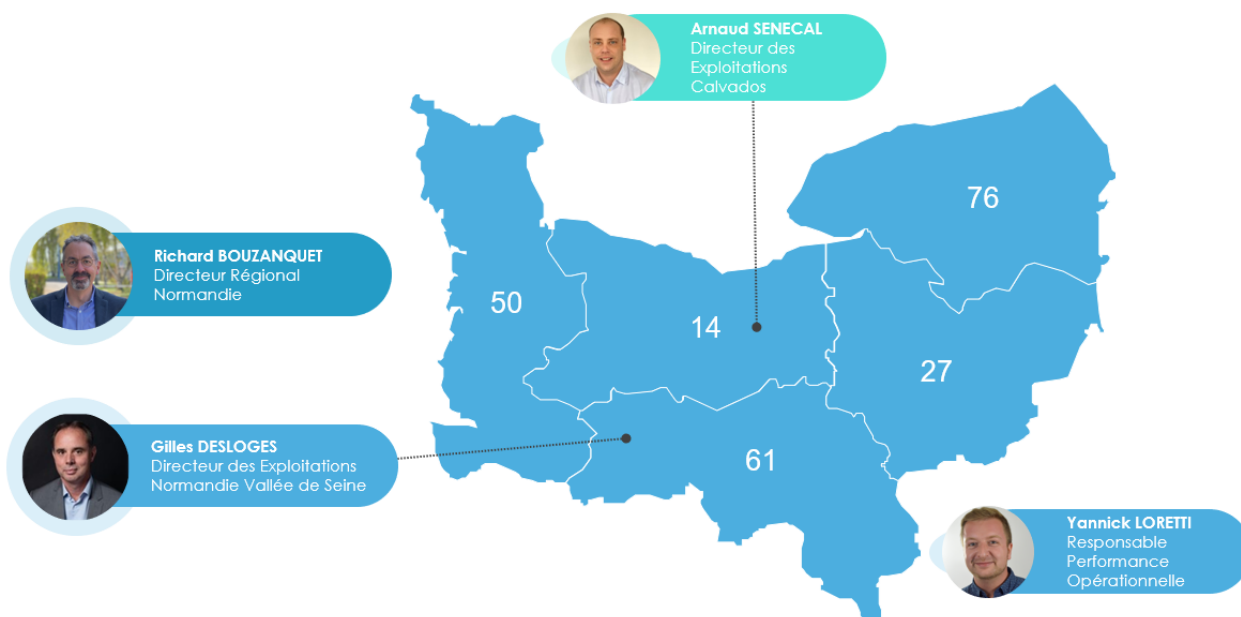 Arnaud SENECAL
Directeur des
Exploitations
Calvados
76
Richard BOUZANQUET
Directeur Régional
Normandie
50
14
27
Gilles DESLOGES
Directeur des Exploitations
Normandie Vallée de Seine
61
Yannick LORETTI
Responsable
Performance
Opérationnelle